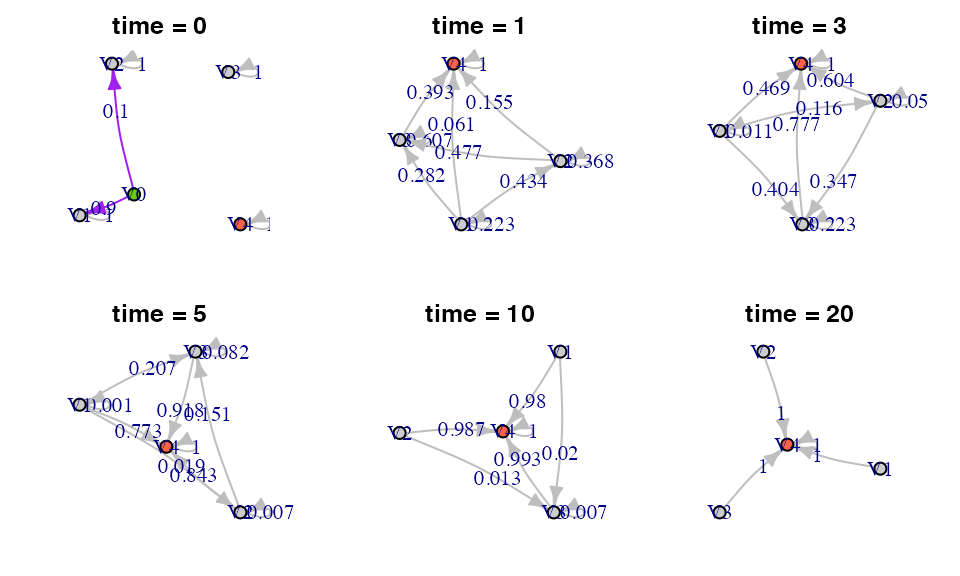 time = 0
V2 1
V3 1
0.1
V0
0.9
V1 1
V4 1
time = 1
V4 1
0.393
0.155
0.061
V3 0.607
0.477
V2 0.368
0.282
0.434
V1 0.223
time = 3
V4 1
0.604
0.469
V2 0.05
0.116
0.777
V1 0.011
0.404
0.347
V3 0.223
time = 5
V3 0.082
0.207
V1 0.001
0.918
0.151
0.773
V4 1
0.019
0.843
V2 0.007
time = 10
V1
0.98
V2
0.987
V4 1
0.02
0.993
0.013
V3 0.007
time = 20
V2
1
V4 1
1
1
V1
V3